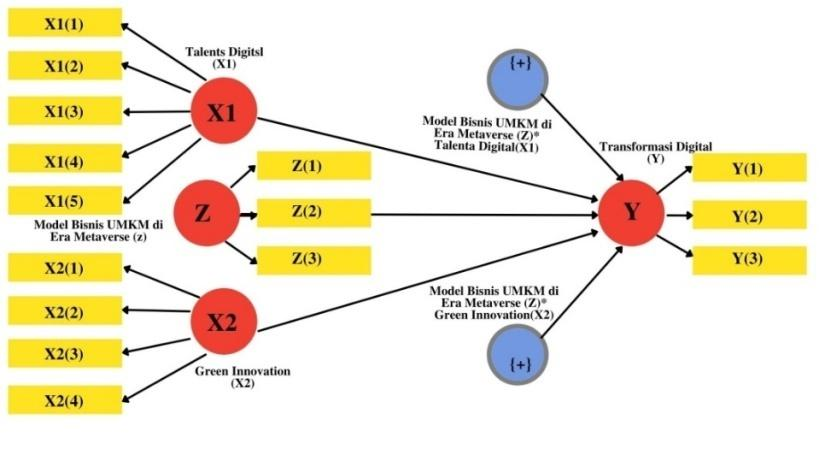 X1(1)
X1(2)
X1(3)
X1(4)
X1(5)
Talents Digitsl
(X1)
X1
Z
Model Bisnis UMKM di
Era Metaverse (z)
Z(1)
Z(2)
Z(3)
X2(1)
X2(2)
X2(3)
X2(4)
X2
Green Innovation
(X2)
{+}
Model Bisnis UMKM di
Era Metaverse (Z)*
Talenta Digital(X1)
Transformasi Digital
(Y)
Y
Y(1)
Y(2)
Y(3)
Model Bisnis UMKM di
Era Metaverse (Z)*
Green Innovation(X2)
{+}